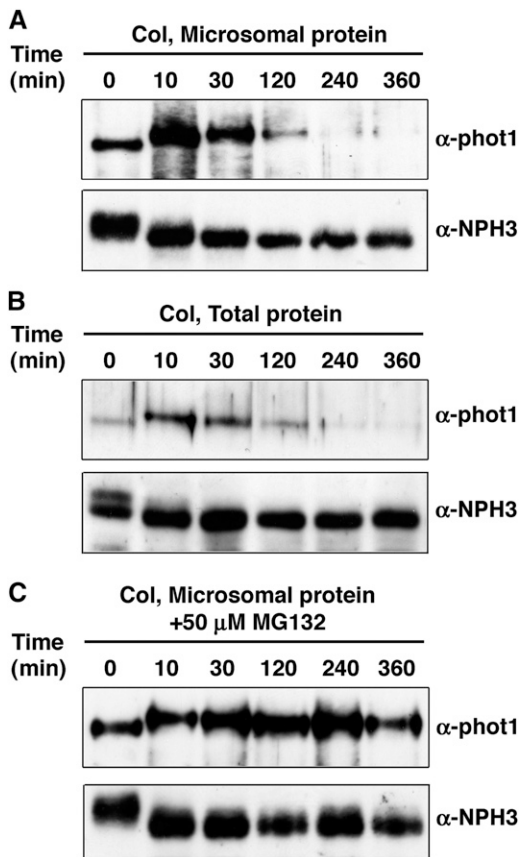 A
Col, Microsomal protein
Time
(min) 0 10 30 120 240 360
α-phot1
α-NPH3
B
Col, Total protein
Time
(min) 0 10 30 120 240 360
α-phot1
α-NPH3
C
Col, Microsomal protein
+50 μM MG132
Time
(min) 0 10 30 120 240 360
α-phot1
α-NPH3